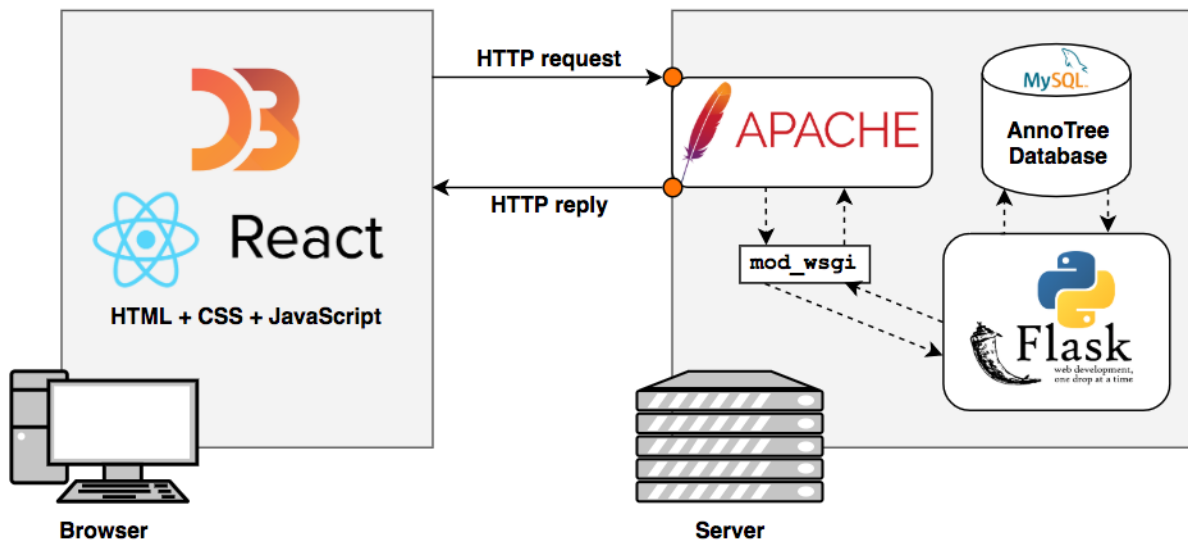 HTTP request
MySQL
AnnoTree
Database
APACHE
HTTP reply
React
mod_wsgi
HTML + CSS + JavaScript
Flask
web development,
one drop at a time
Browser
Server